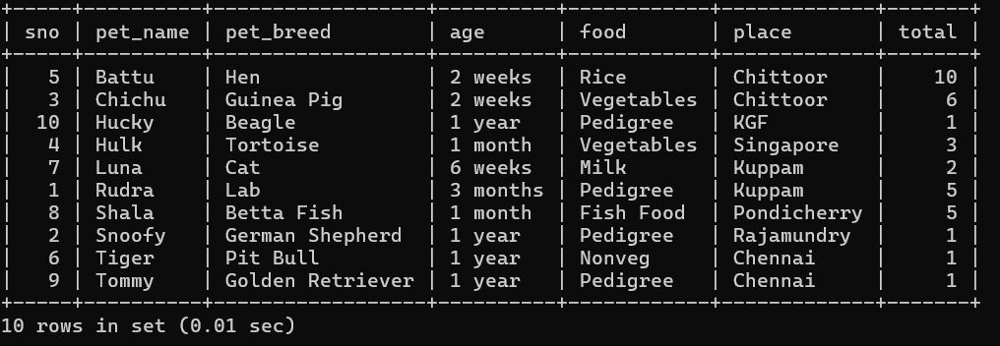 +-----+-----------+------------------+----------+------------+-------------+-------+
| sno | pet_name  | pet_breed        | age      | food       | place       | total |
+-----+-----------+------------------+----------+------------+-------------+-------+
|   5 | Battu     | Hen              | 2 weeks  | Rice       | Chittoor    |    10 |
|   3 | Chichu    | Guinea Pig       | 2 weeks  | Vegetables | Chittoor    |     6 |
|  10 | Hucky     | Beagle           | 1 year   | Pedigree   | KGF         |     1 |
|   4 | Hulk      | Tortoise         | 1 month  | Vegetables | Singapore   |     3 |
|   7 | Luna      | Cat              | 6 weeks  | Milk       | Kuppam      |     2 |
|   1 | Rudra     | Lab              | 3 months | Pedigree   | Kuppam      |     5 |
|   8 | Shala     | Betta Fish       | 1 month  | Fish Food  | Pondicherry |     5 |
|   2 | Snoofy    | German Shepherd  | 1 year   | Pedigree   | Rajamundry  |     1 |
|   6 | Tiger     | Pit Bull         | 1 year   | Nonveg     | Chennai     |     1 |
|   9 | Tommy     | Golden Retriever | 1 year   | Pedigree   | Chennai     |     1 |
+-----+-----------+------------------+----------+------------+-------------+-------+
10 rows in set (0.01 sec)